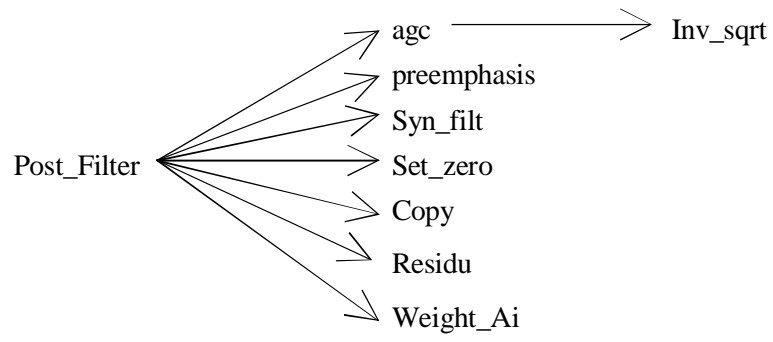 agc
Inv_sqrt
preemphasis
Syn_filt
Post_Filter
Set_zero
Copy
Residu
Weight_Ai